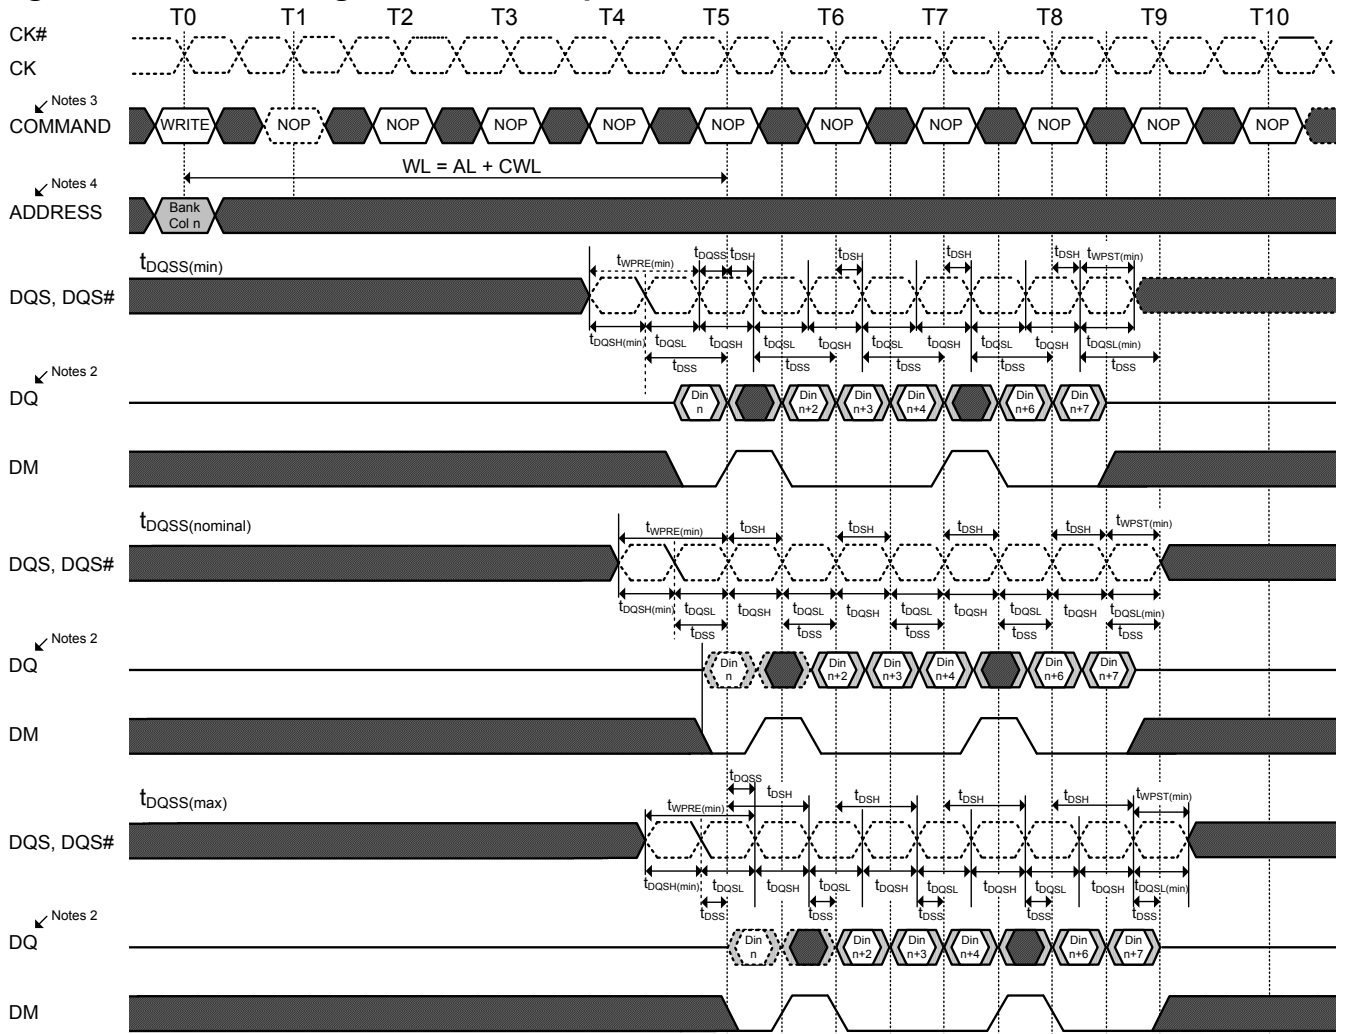 T0 T1 T2 T3 T4 T5 T6 T7 T8 T9 T10
CK#
CK
Notes 3
COMMAND
WRITE NOP NOP NOP NOP NOP NOP NOP NOP NOP NOP
WL = AL + CWL
Notes 4
ADDRESS
Bank
Col n
tDQSS(min)
tWPRE(min) tDQSS tDSH tDSH tDSH tDSH tWPST(min)
DQS, DQS#
tDQSH(min) tDQSL tDQSH tDQSL tDQSH tDQSL tDQSH tDQSL tDQSH tDQSL(min)
tDSS tDSS tDSS tDSS tDSS
Notes 2
DQ
Din n Din n+2 Din n+3 Din n+4 Din n+6 Din n+7
DM
tDQSS(nominal)
tWPRE(min) tDSH tDSH tDSH tDSH tWPST(min)
DQS, DQS#
tDQSH(min) tDQSL tDQSH tDQSL tDQSH tDQSL tDQSH tDQSL tDQSH tDQSL(min)
tDSS tDSS tDSS tDSS tDSS
Notes 2
DQ
Din n Din n+2 Din n+3 Din n+4 Din n+6 Din n+7
DM
tDQSS
tDQSS(max)
tWPRE(min) tDSH tDSH tDSH tDSH tWPST(min)
DQS, DQS#
tDQSH(min) tDQSL tDQSH tDQSL tDQSH tDQSL tDQSH tDQSL tDQSH tDQSL(min)
tDSS tDSS tDSS tDSS tDSS
Notes 2
DQ
Din n Din n+2 Din n+3 Din n+4 Din n+6 Din n+7
DM